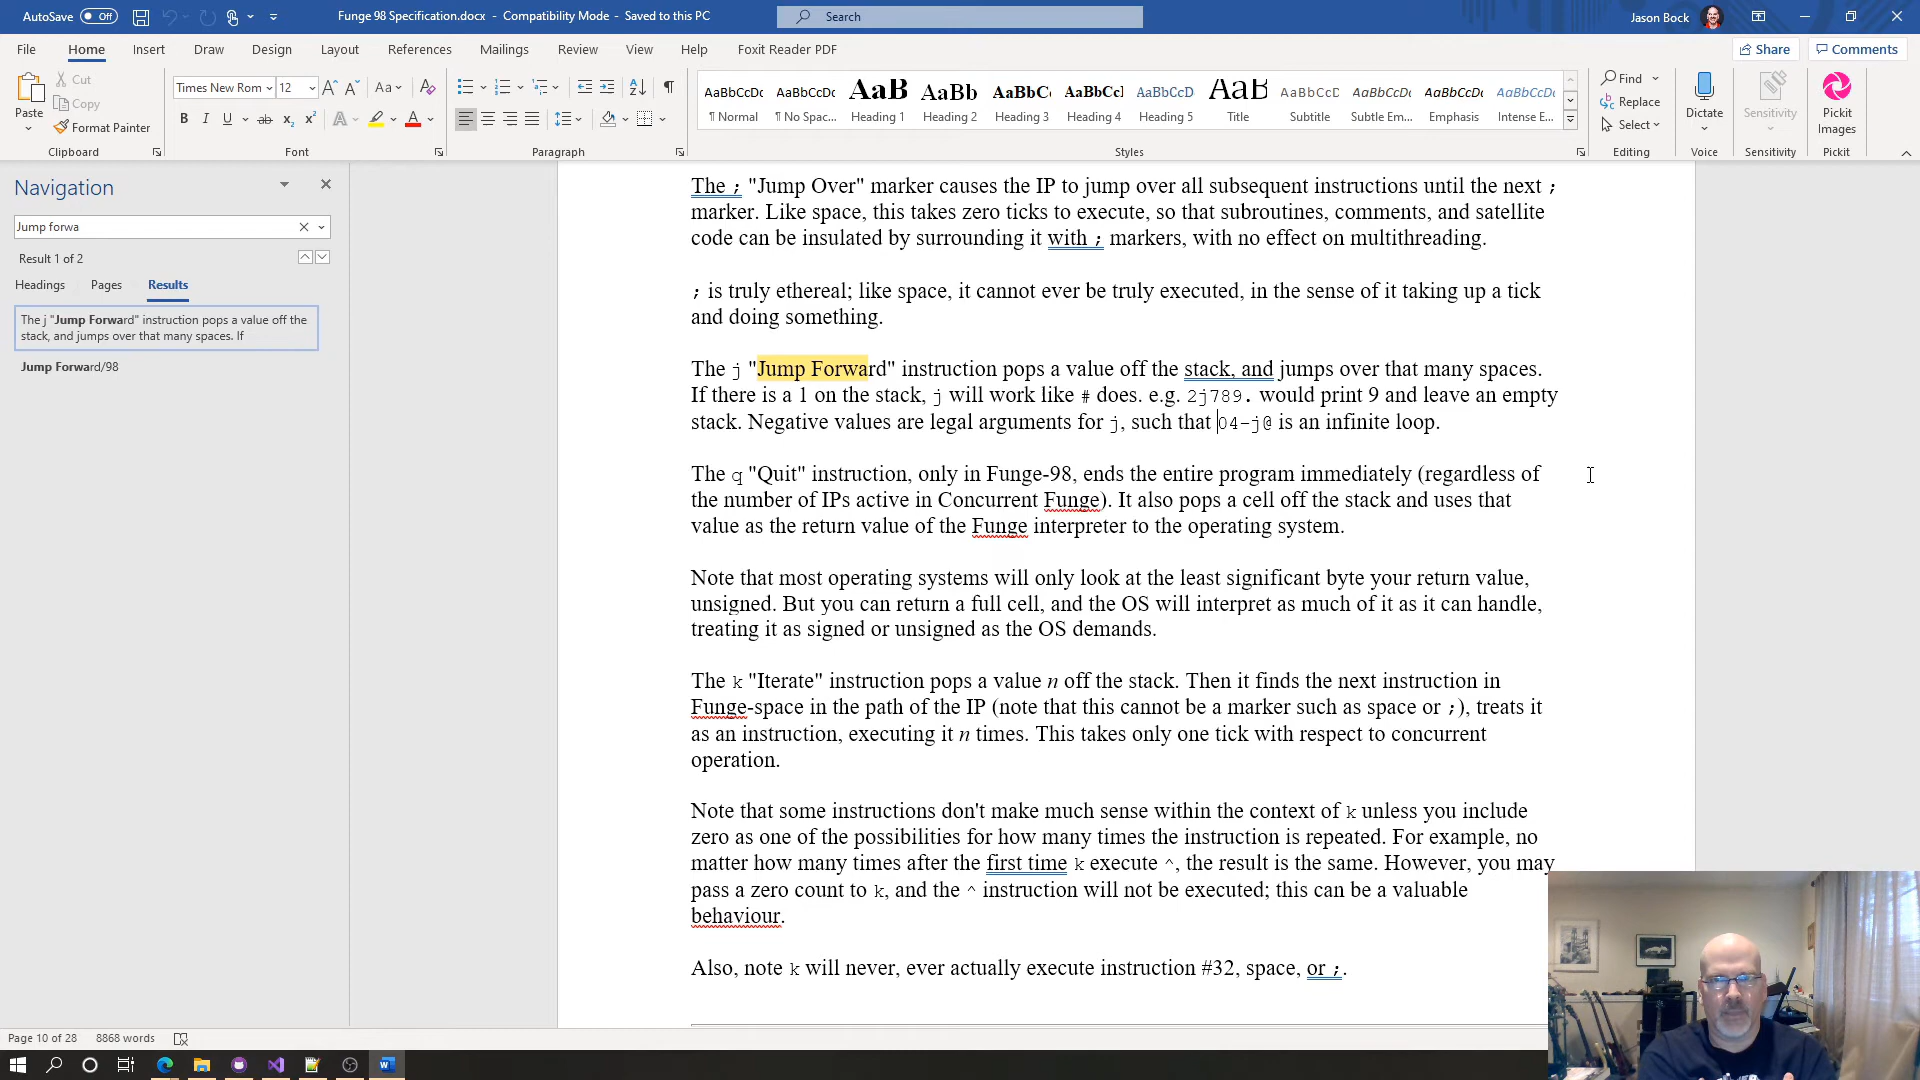 AutoSave Off
Funge 98 Specification.docx - Compatibility Mode - Saved to this PC
Search
Jason Bock
File Home Insert Draw Design Layout References Mailings Review View Help Foxit Reader PDF
Share Comments
Paste
Cut
Copy
Format Painter
Clipboard
Times New Rom 12
Font
Paragraph
AaBbCcDc AaBbCcDc AaB AaBb AaBbC AaBbCcI AaBbCcD AaB AaBbCcD AaBbCcDc AaBbCcDc AaBbCcDc
¶ Normal ¶ No Spac... Heading 1 Heading 2 Heading 3 Heading 4 Heading 5 Title Subtitle Subtle Em... Emphasis Intense E...
Styles
Find
Replace
Select
Editing
Dictate
Voice
Sensitivity
Sensitivity
Pickit
Images
Pickit
Navigation
Jump forwa
Result 1 of 2
Headings Pages Results
The j "Jump Forward" instruction pops a value off the
stack, and jumps over that many spaces. If
Jump Forward/98
The ; "Jump Over" marker causes the IP to jump over all subsequent instructions until the next ;
marker. Like space, this takes zero ticks to execute, so that subroutines, comments, and satellite
code can be insulated by surrounding it with ; markers, with no effect on multithreading.
; is truly ethereal; like space, it cannot ever be truly executed, in the sense of it taking up a tick
and doing something.
The j "Jump Forward" instruction pops a value off the stack, and jumps over that many spaces.
If there is a 1 on the stack, j will work like # does. e.g. 2j789. would print 9 and leave an empty
stack. Negative values are legal arguments for j, such that 04-j@ is an infinite loop.
The q "Quit" instruction, only in Funge-98, ends the entire program immediately (regardless of
the number of IPs active in Concurrent Funge). It also pops a cell off the stack and uses that
value as the return value of the Funge interpreter to the operating system.
Note that most operating systems will only look at the least significant byte your return value,
unsigned. But you can return a full cell, and the OS will interpret as much of it as it can handle,
treating it as signed or unsigned as the OS demands.
The k "Iterate" instruction pops a value n off the stack. Then it finds the next instruction in
Funge-space in the path of the IP (note that this cannot be a marker such as space or ;), treats it
as an instruction, executing it n times. This takes only one tick with respect to concurrent
operation.
Note that some instructions don't make much sense within the context of k unless you include
zero as one of the possibilities for how many times the instruction is repeated. For example, no
matter how many times after the first time k execute ^, the result is the same. However, you may
pass a zero count to k, and the ^ instruction will not be executed; this can be a valuable
behaviour.
Also, note k will never, ever actually execute instruction #32, space, or ;.
Page 10 of 28 8868 words